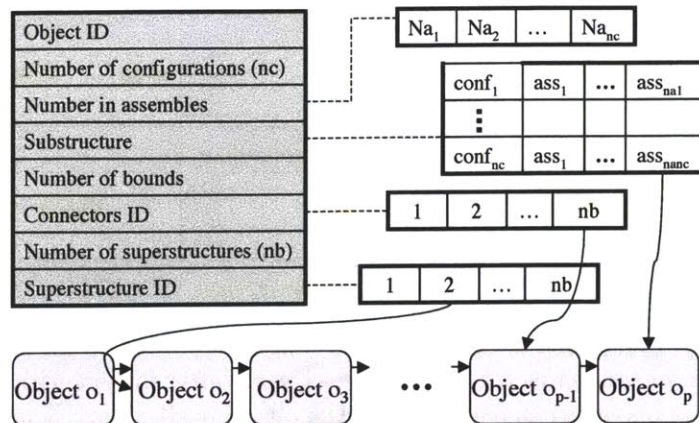 Object ID
Number of configurations (nc)
Number in assembles
Substructure
Number of bounds
Connectors ID
Number of superstructures (nb)
Superstructure ID
Na1 Na2 ... Nanc
conf1 ass1 ... assna1
⋮
confnc ass1 ... assnanc
1 2 ... nb
1 2 ... nb
Object o1 Object o2 Object o3 ... Object op-1 Object op